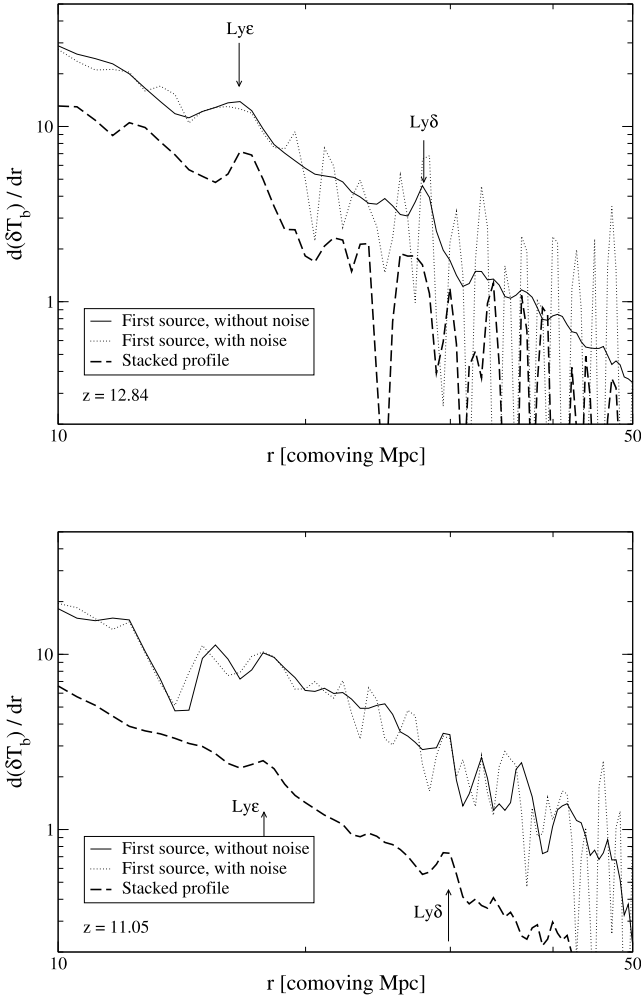 Lyε
Lyδ
10
1
d(δT_b) / dr
First source, without noise
First source, with noise
Stacked profile
z = 12.84
10
50
r [comoving Mpc]
10
1
d(δT_b) / dr
Lyε
First source, without noise
First source, with noise
Stacked profile
Lyδ
z = 11.05
10
50
r [comoving Mpc]